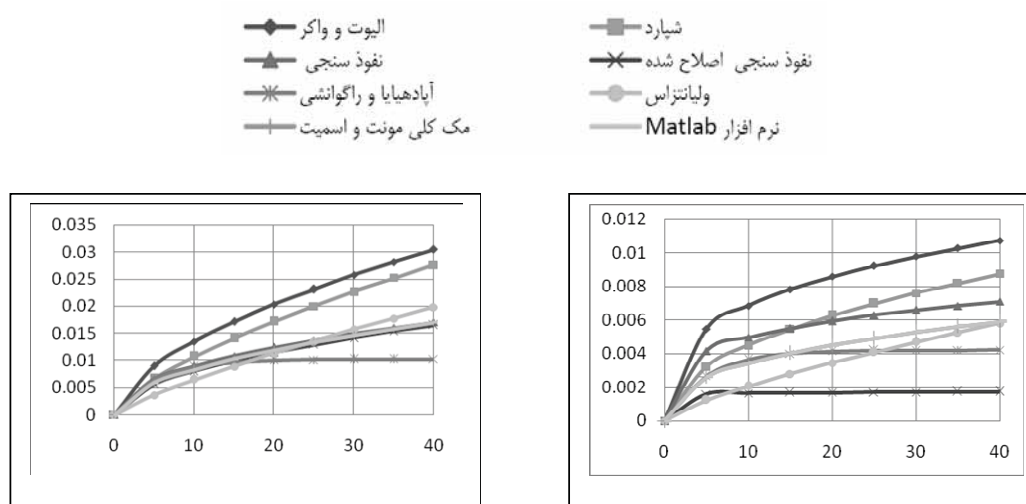 الیوت و واکر
شپارد
نفوذ سنجی
نفوذ سنجی اصلاح شده
آپادهیایا و راگوانشی
ولیانتزاس
مک کلی مونت و اسمیت
نرم افزار Matlab
0.035
0.03
0.025
0.02
0.015
0.01
0.005
0
0 10 20 30 40
0.012
0.01
0.008
0.006
0.004
0.002
0
0 10 20 30 40